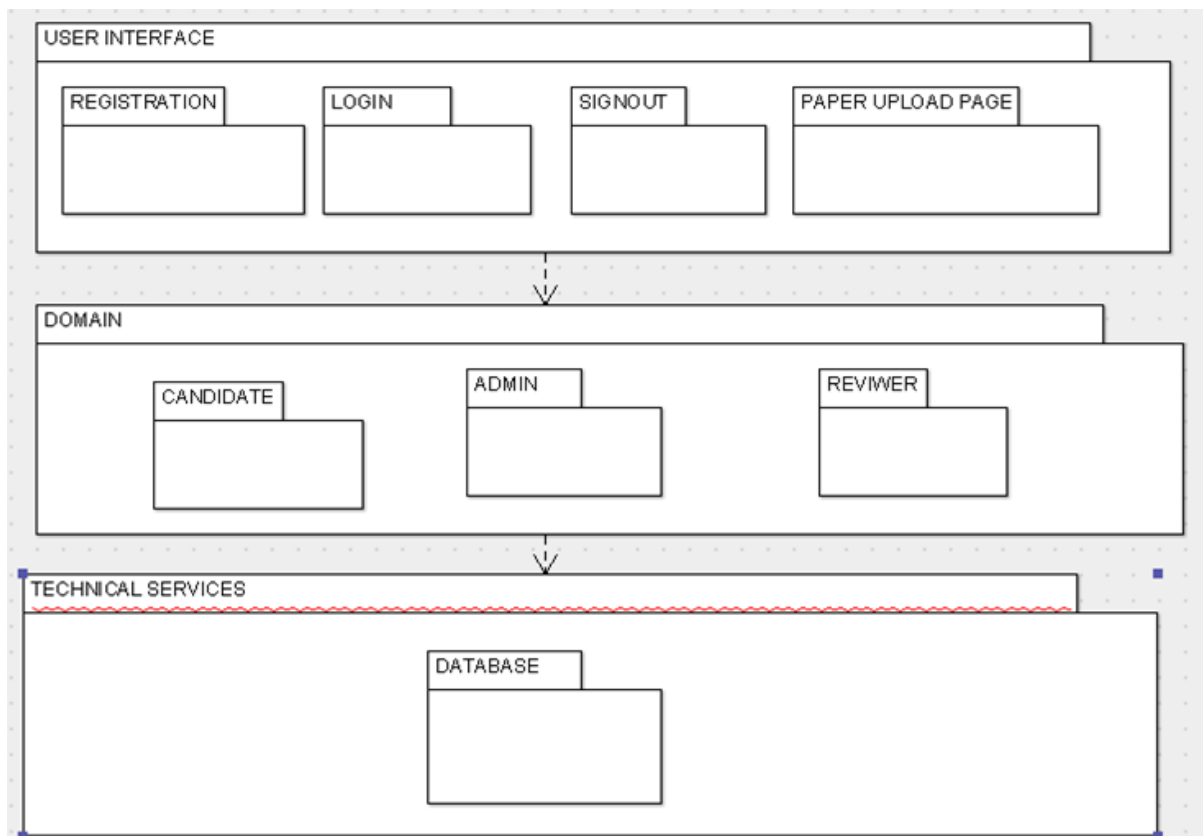 USER INTERFACE
REGISTRATION
LOGIN
SIGNOUT
PAPER UPLOAD PAGE
DOMAIN
CANDIDATE
ADMIN
REVIWER
TECHNICAL SERVICES
DATABASE